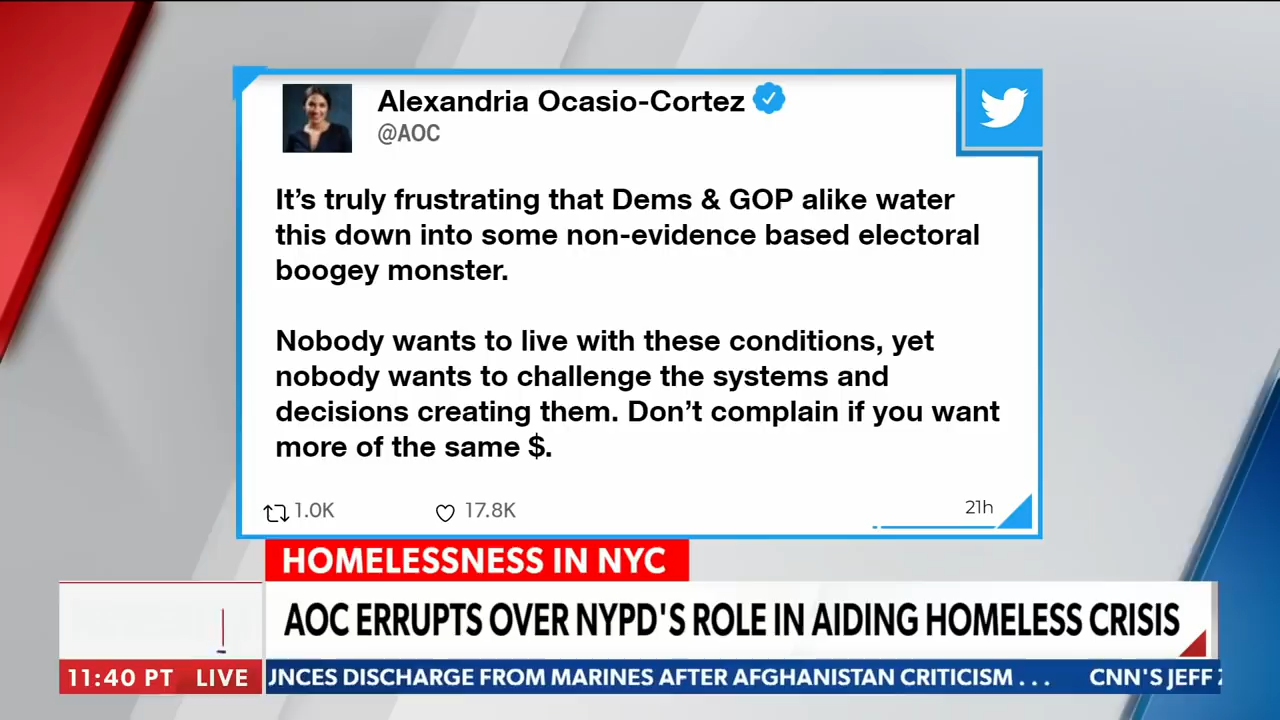 Alexandria Ocasio-Cortez
@AOC
It's truly frustrating that Dems & GOP alike water
this down into some non-evidence based electoral
boogey monster.
Nobody wants to live with these conditions, yet
nobody wants to challenge the systems and
decisions creating them. Don't complain if you want
more of the same $.
1.0K 17.8K 21h
HOMELESSNESS IN NYC
AOC ERRUPTS OVER NYPD'S ROLE IN AIDING HOMELESS CRISIS
11:40 PT LIVE UNCES DISCHARGE FROM MARINES AFTER AFGHANISTAN CRITICISM . . . CNN'S JEFF